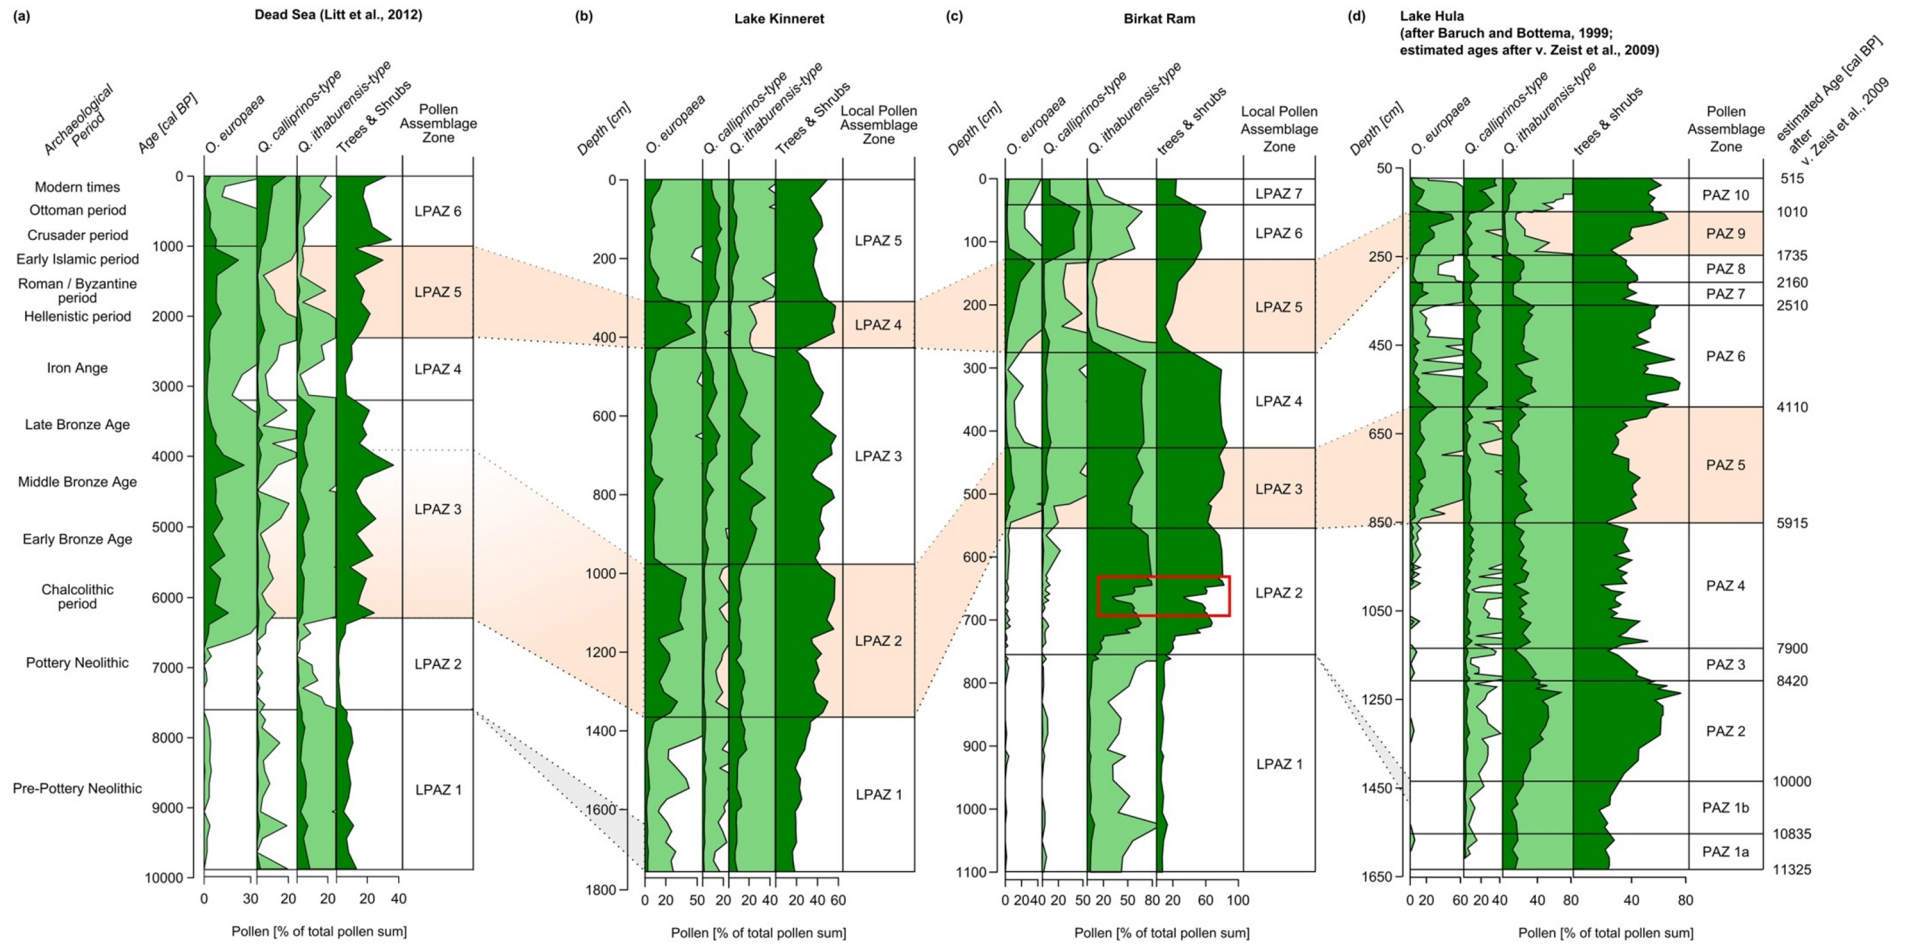 (a)
Dead Sea (Litt et al., 2012)
Archaeological
Period
Age [cal BP]
O. europaea
Q. calliprinos-type
Q. ithaburensis-type
Trees & Shrubs
Pollen
Assemblage
Zone
Modern times
Ottoman period
Crusader period
Early Islamic period
Roman / Byzantine
period
Hellenistic period
Iron Ange
Late Bronze Age
Middle Bronze Age
Early Bronze Age
Chalcolithic
period
Pottery Neolithic
Pre-Pottery Neolithic
0
1000
2000
3000
4000
5000
6000
7000
8000
9000
10000
LPAZ 6
LPAZ 5
LPAZ 4
LPAZ 3
LPAZ 2
LPAZ 1
0 30 20 20 20 40
Pollen [% of total pollen sum]
(b)
Lake Kinneret
Depth [cm]
O. europaea
Q. calliprinos-type
Q. ithaburensis-type
Trees & Shrubs
Local Pollen
Assemblage
Zone
0
200
400
600
800
1000
1200
1400
1600
1800
LPAZ 5
LPAZ 4
LPAZ 3
LPAZ 2
LPAZ 1
0 20 50 20 20 40 20 40 60
Pollen [% of total pollen sum]
(c)
Birkat Ram
Depth [cm]
O. europaea
Q. calliprinos-type
Q. ithaburensis-type
trees & shrubs
Local Pollen
Assemblage
Zone
0
100
200
300
400
500
600
700
800
900
1000
1100
LPAZ 7
LPAZ 6
LPAZ 5
LPAZ 4
LPAZ 3
LPAZ 2
LPAZ 1
0 20 40 20 50 20 50 80 20 60 100
Pollen [% of total pollen sum]
(d)
Lake Hula
(after Baruch and Bottema, 1999;
estimated ages after v. Zeist et al., 2009)
Depth [cm]
O. europaea
Q. calliprinos-type
Q. ithaburensis-type
trees & shrubs
Pollen
Assemblage
Zone
estimated Age [cal BP]
after
v. Zeist et al., 2009
50
250
450
650
850
1050
1250
1450
1650
PAZ 10
PAZ 9
PAZ 8
PAZ 7
PAZ 6
PAZ 5
PAZ 4
PAZ 3
PAZ 2
PAZ 1b
PAZ 1a
515
1010
1735
2160
2510
4110
5915
7900
8420
10000
10835
11325
0 20 60 20 40 40 80 40 80
Pollen [% of total pollen sum]